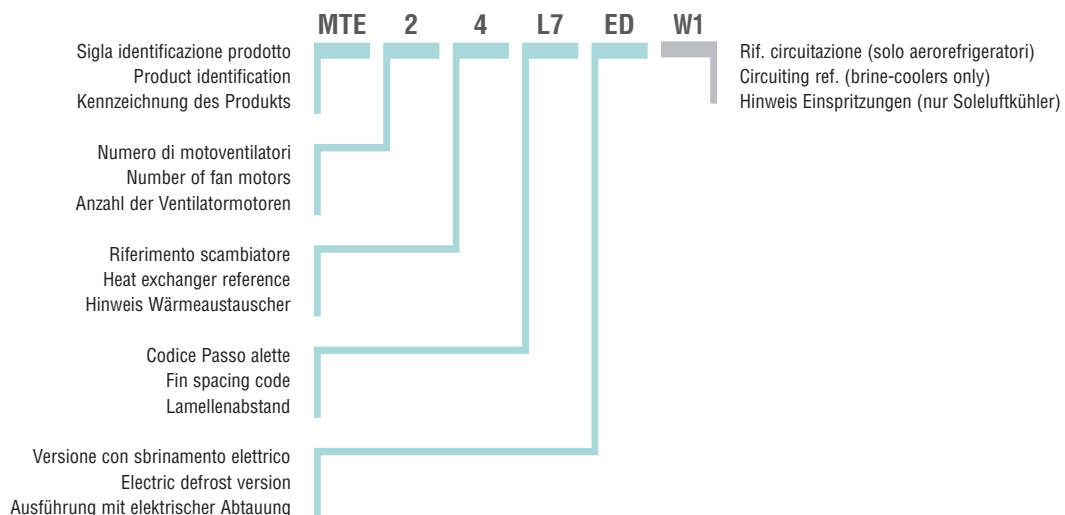 MTE 2 4 L7 ED W1
Sigla identificazione prodotto
Product identification
Kennzeichnung des Produkts
Rif. circuitazione (solo aerorefrigeratori)
Circuiting ref. (brine-coolers only)
Hinweis Einspritzungen (nur Soleluftkühler)
Numero di motoventilatori
Number of fan motors
Anzahl der Ventilatormotoren
Riferimento scambiatore
Heat exchanger reference
Hinweis Wärmeaustauscher
Codice Passo alette
Fin spacing code
Lamellenabstand
Versione con sbrinamento elettrico
Electric defrost version
Ausführung mit elektrischer Abtauung